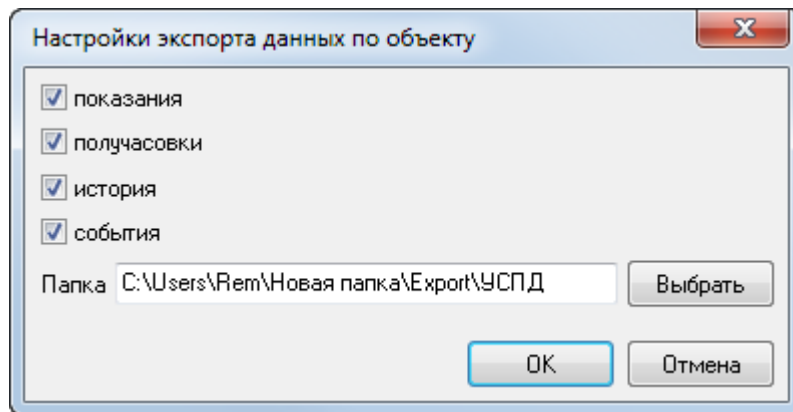 Настройки экспорта данных по объекту
показания
получасовки
история
события
Папка C:\Users\Rem\Новая папка\Export\УСПД Выбрать
OK Отмена